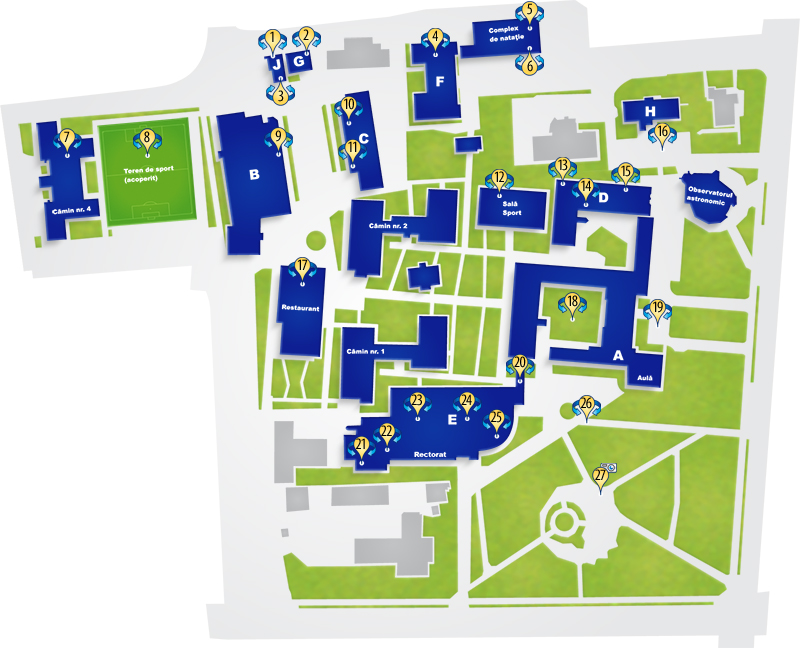 5
1
2
4
Complex
de natație
J
G
6
F
3
10
H
16
7
8
9
C
11
Teren de sport
(acoperit)
B
13
15
12
14
D
Observatorul
astronomic
Sală
Sport
Cămin nr. 4
Cămin nr. 2
17
18
19
Restaurant
Cămin nr. 1
A
20
Aulă
23
24
26
E
25
22
21
Rectorat
27